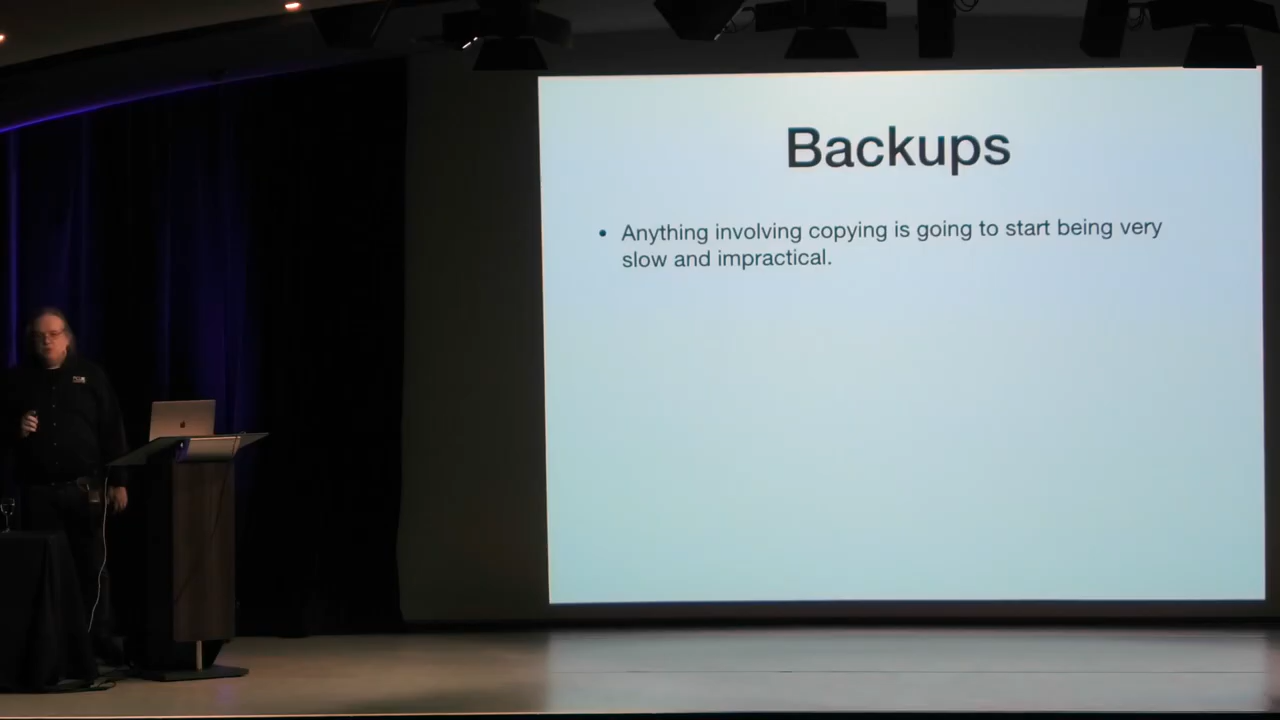 Backups
• Anything involving copying is going to start being very
slow and impractical.